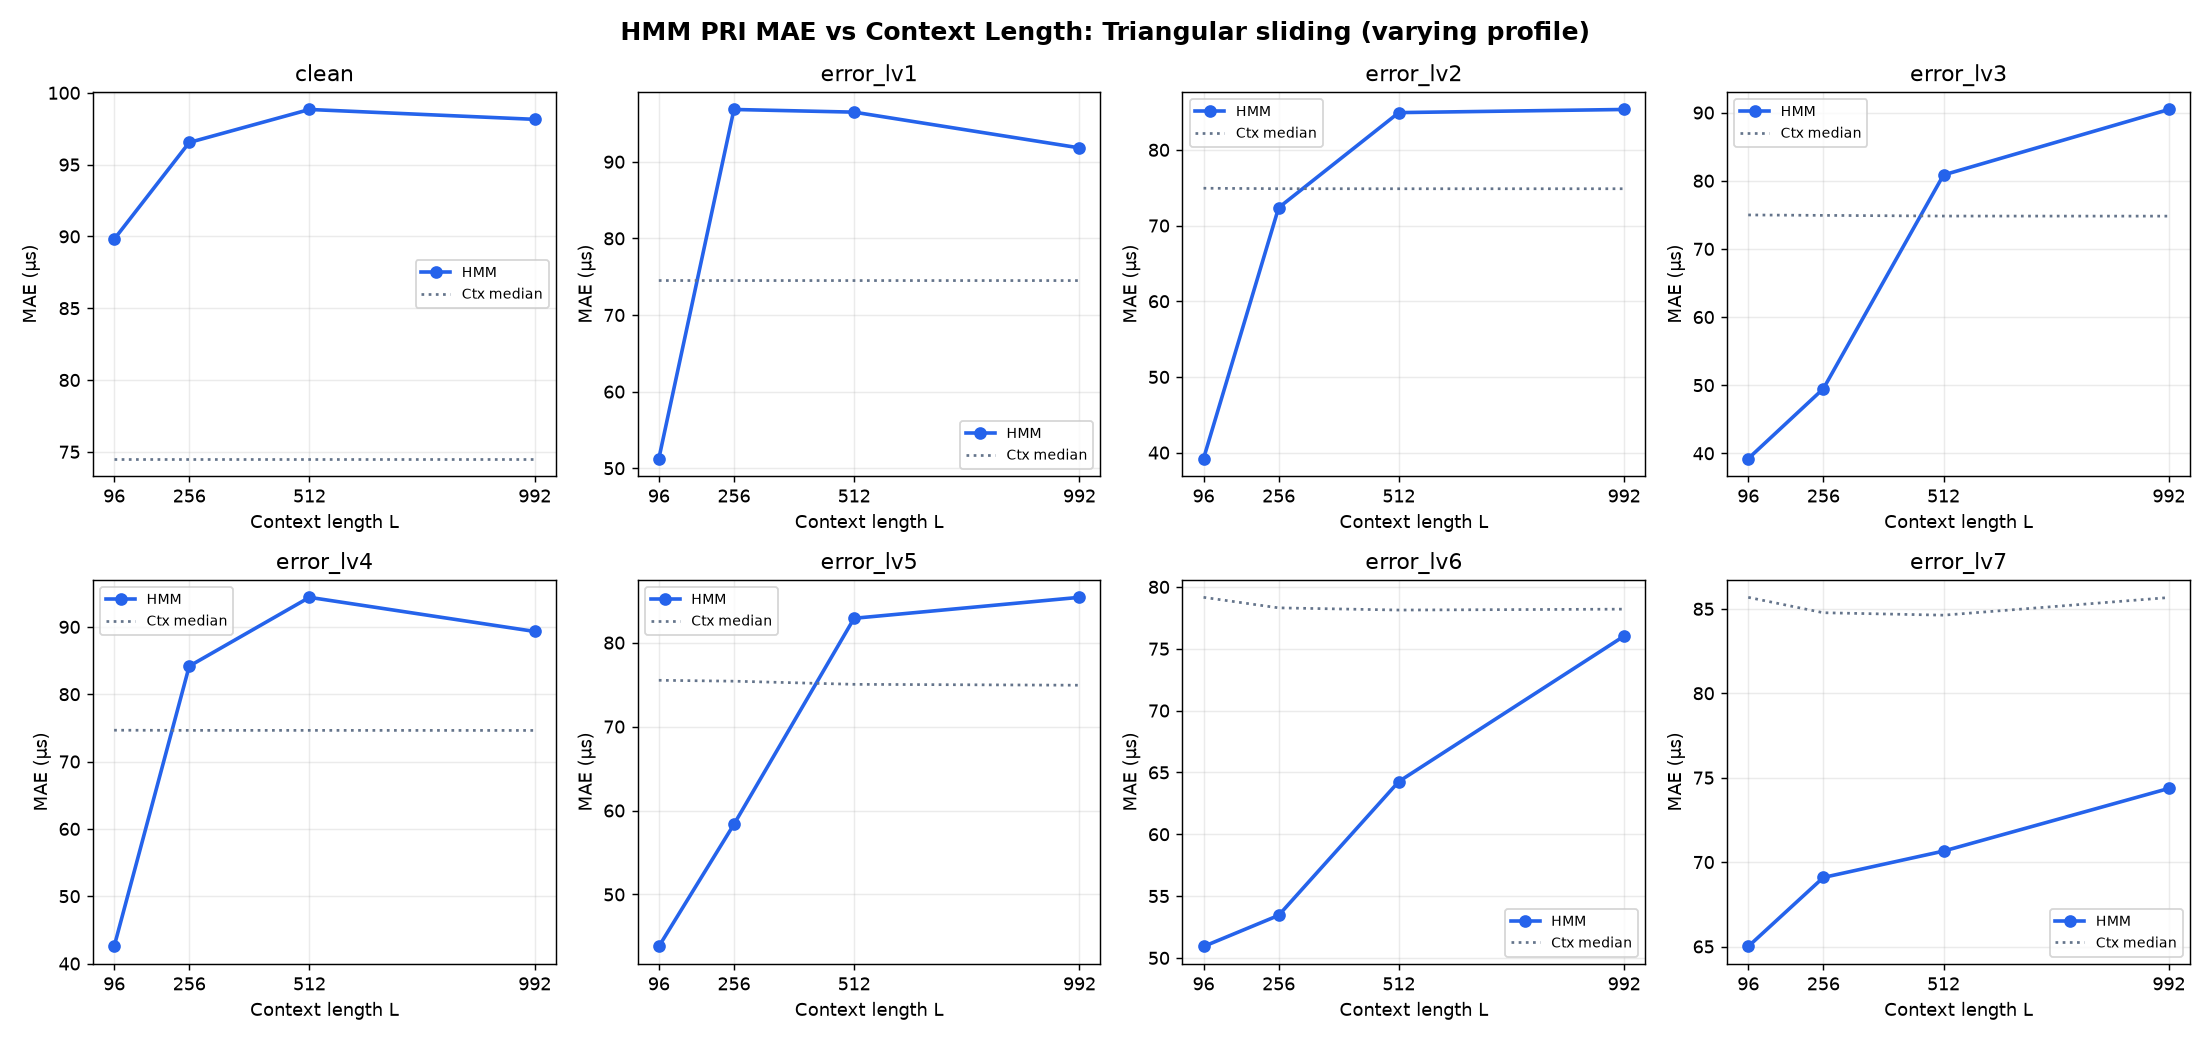 HMM PRI MAE vs Context Length: Triangular sliding (varying profile)
clean
100
95
90
85
80
75
MAE (µs)
HMM
Ctx median
96 256 512 992
Context length L
error_lv1
90
80
70
60
50
MAE (µs)
HMM
Ctx median
96 256 512 992
Context length L
error_lv2
80
70
60
50
40
MAE (µs)
HMM
Ctx median
96 256 512 992
Context length L
error_lv3
90
80
70
60
50
40
MAE (µs)
HMM
Ctx median
96 256 512 992
Context length L
error_lv4
90
80
70
60
50
40
MAE (µs)
HMM
Ctx median
96 256 512 992
Context length L
error_lv5
80
70
60
50
MAE (µs)
HMM
Ctx median
96 256 512 992
Context length L
error_lv6
80
75
70
65
60
55
50
MAE (µs)
HMM
Ctx median
96 256 512 992
Context length L
error_lv7
85
80
75
70
65
MAE (µs)
HMM
Ctx median
96 256 512 992
Context length L